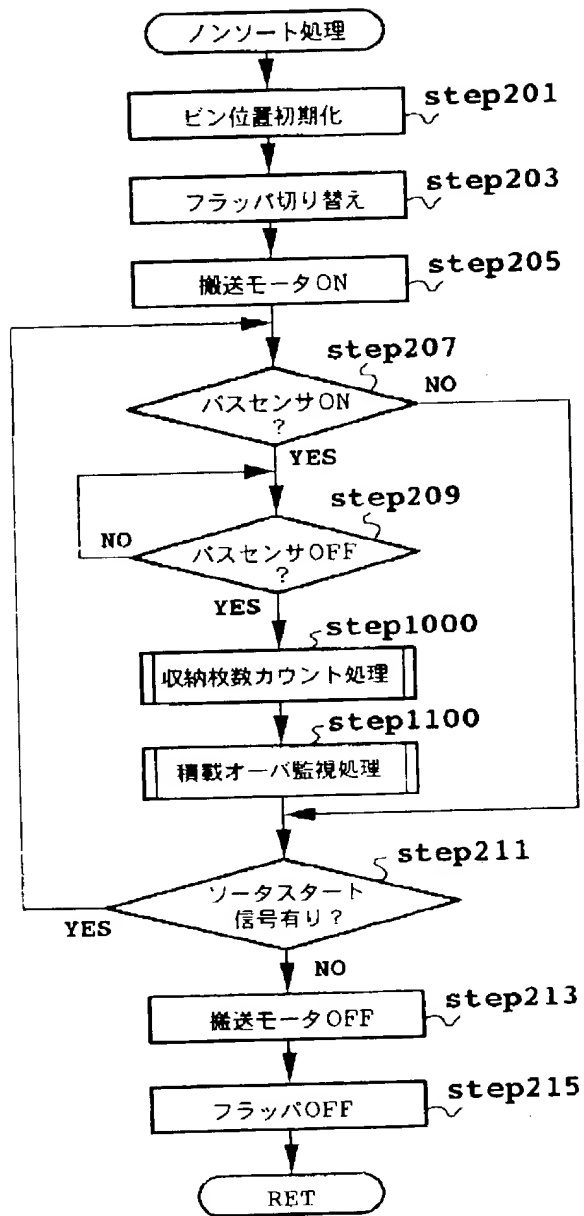 ノンソート処理
step201
ビン位置初期化
step203
フラッパ切り替え
step205
搬送モータON
step207
パスセンサON
?
NO
YES
step209
NO
パスセンサOFF
?
YES
step1000
収納枚数カウント処理
step1100
積載オーバ監視処理
step211
ソータスタート
信号有り?
YES
NO
step213
搬送モータOFF
step215
フラッパOFF
RET